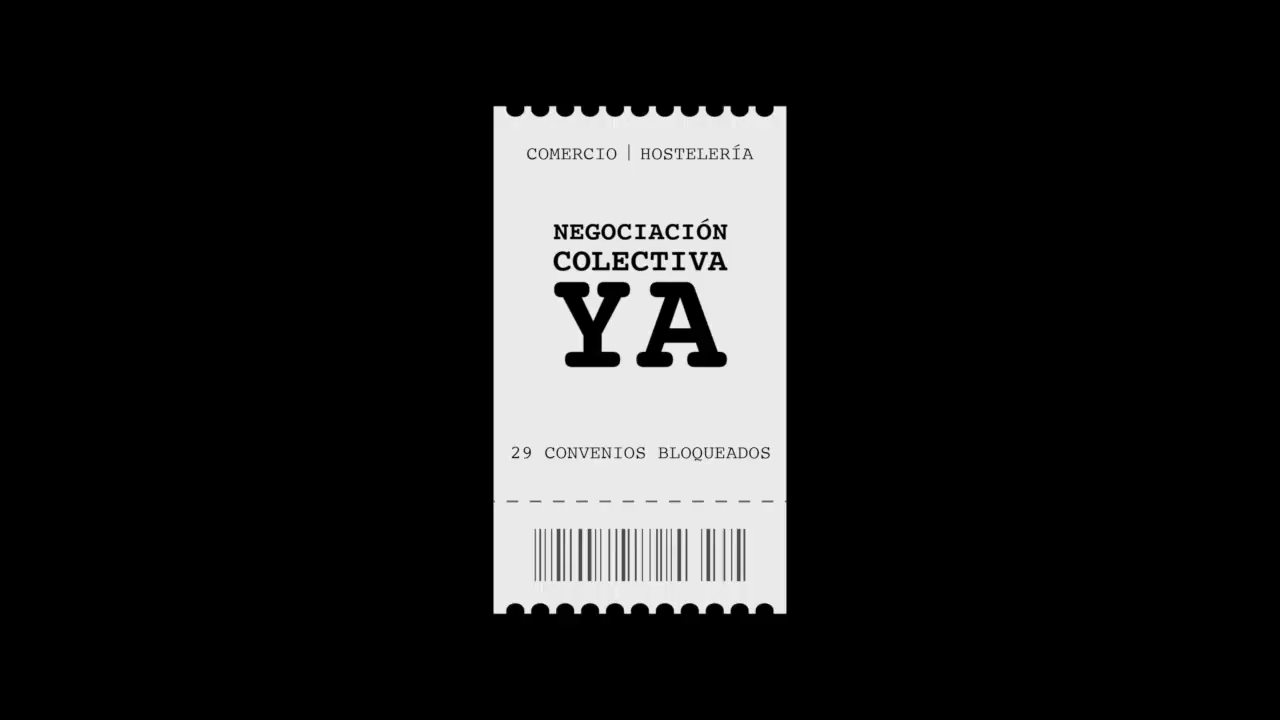 COMERCIO | HOSTELERÍA
NEGOCIACIÓN
COLECTIVA
YA
29 CONVENIOS BLOQUEADOS